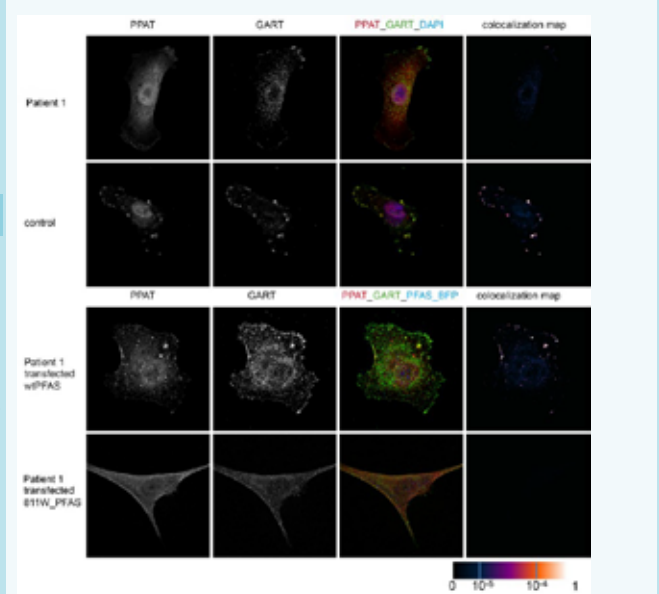 PPAT GART PPAT_GART_DAPI colocalization map
Patient 1
control
PPAT GART PPAT_GART_PFAS_BFP colocalization map
Patient 1
transfected
wtPFAS
Patient 1
transfected
811W_PFAS
0 10⁻⁵ 10⁻⁴ 1